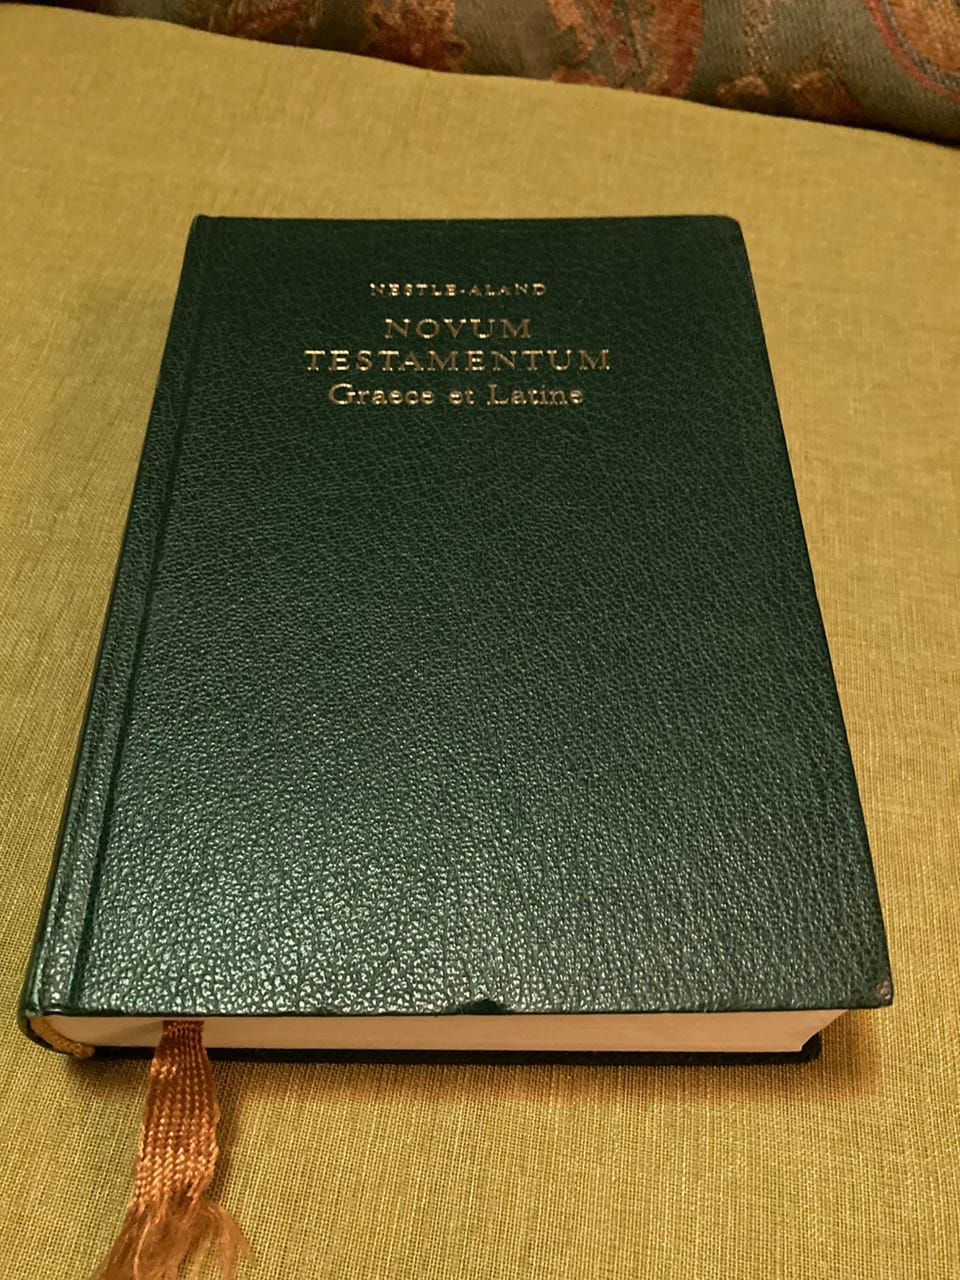 NESTLE-ALAND
NOVUM
TESTAMENTUM
Graece et Latine